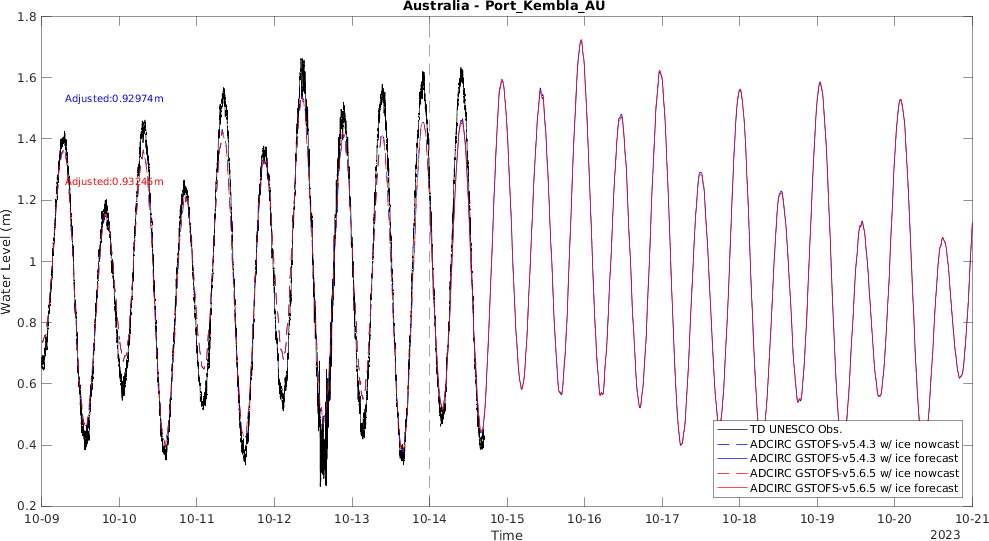 Australia - Port_Kembla_AU
1.8
1.6
1.4
1.2
1
0.8
0.6
0.4
0.2
Water Level (m)
Adjusted:0.92974m
Adjusted:0.93245m
TD UNESCO Obs.
ADCIRC GSTOFS-v5.4.3 w/ ice nowcast
ADCIRC GSTOFS-v5.4.3 w/ ice forecast
ADCIRC GSTOFS-v5.6.5 w/ ice nowcast
ADCIRC GSTOFS-v5.6.5 w/ ice forecast
10-09 10-10 10-11 10-12 10-13 10-14 10-15 10-16 10-17 10-18 10-19 10-20 10-21
Time
2023